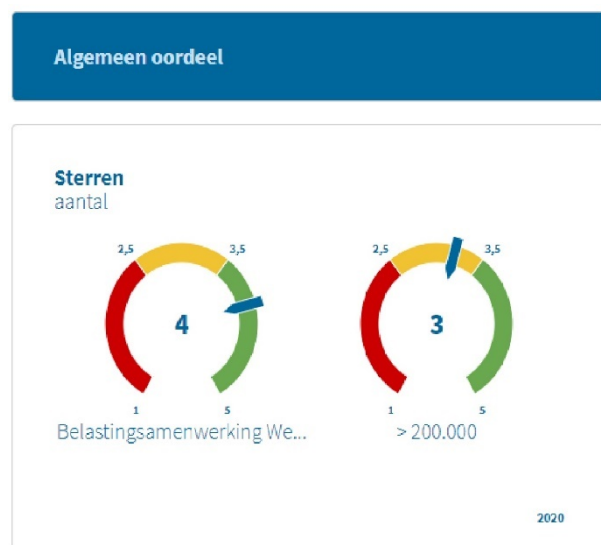 Algemeen oordeel
Sterren
aantal
2,5 3,5
4
1 5
Belastingsamenwerking We...
2,5 3,5
3
1 5
> 200.000
2020